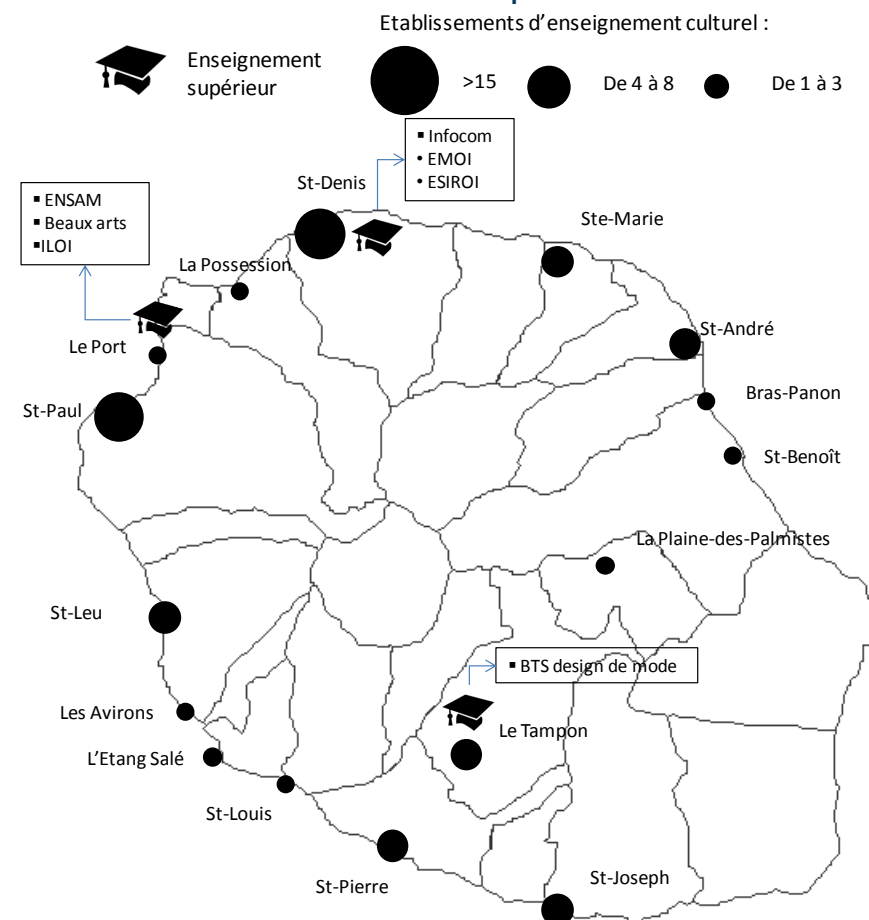 Etablissements d'enseignement culturel :
Enseignement
supérieur
>15
De 4 à 8
De 1 à 3
▪ Infocom
• EMOI
• ESIROI
St-Denis
▪ ENSAM
▪ Beaux arts
▪ILOI
Ste-Marie
La Possession
St-André
Le Port
Bras-Panon
St-Paul
St-Benoît
La Plaine-des-Palmistes
St-Leu
▪ BTS design de mode
Les Avirons
Le Tampon
L'Etang Salé
St-Louis
St-Joseph
St-Pierre